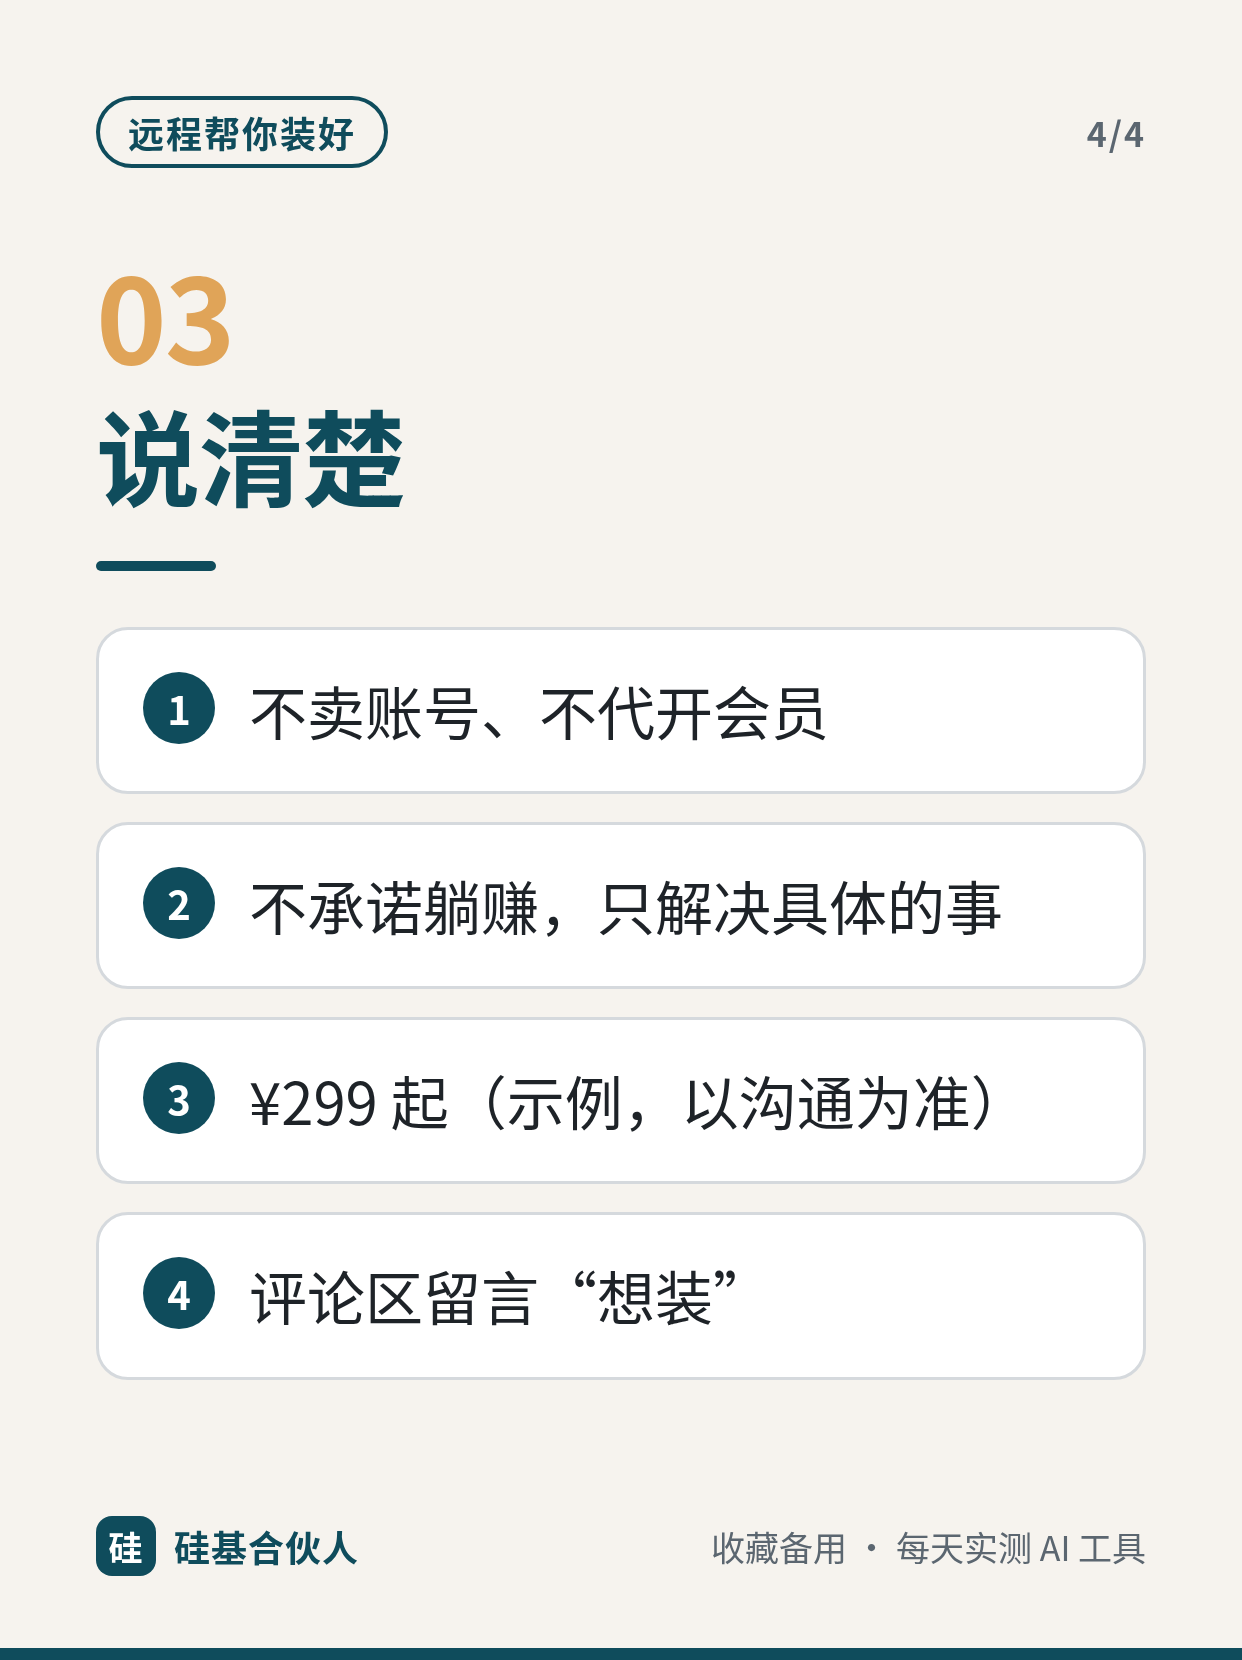 远程帮你装好
4/4
03
说清楚
1 不卖账号、不代开会员
2 不承诺躺赚，只解决具体的事
3 ¥299 起（示例，以沟通为准）
4 评论区留言“想装”
硅 硅基合伙人
收藏备用 · 每天实测 AI 工具